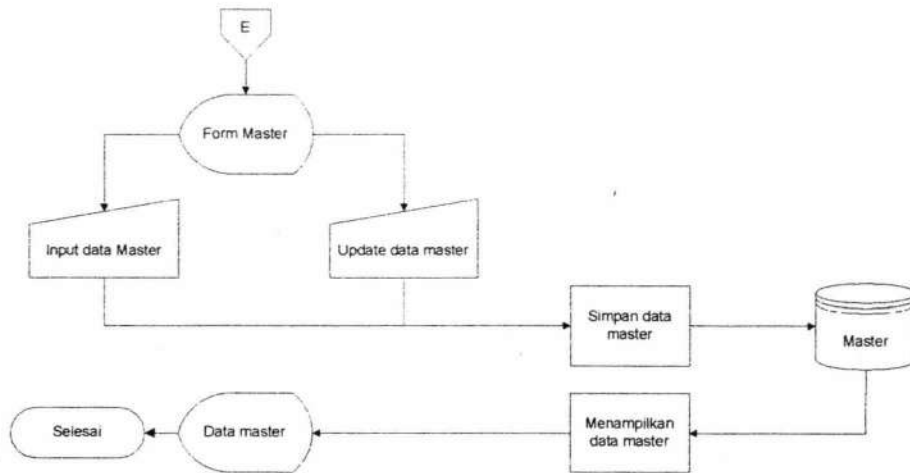 E
Form Master
Input data Master
Update data master
Simpan data
master
Master
Selesai
Data master
Menampilkan
data master